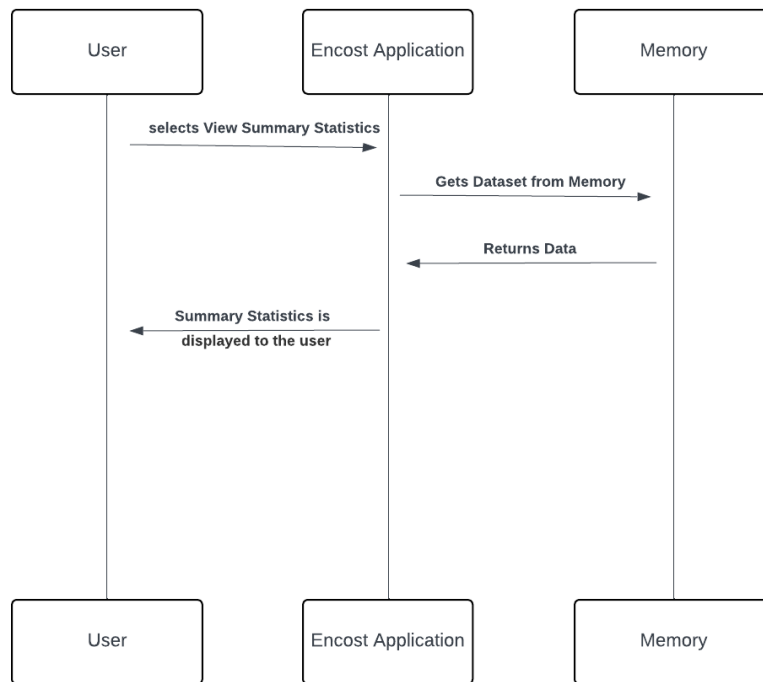 User
Encost Application
Memory
selects View Summary Statistics
Gets Dataset from Memory
Returns Data
Summary Statistics is
displayed to the user
User
Encost Application
Memory